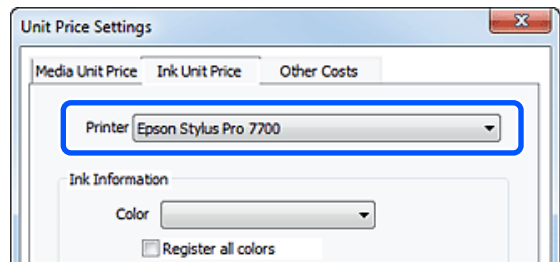 Unit Price Settings
Media Unit Price Ink Unit Price Other Costs
Printer Epson Stylus Pro 7700
Ink Information
Color
Register all colors